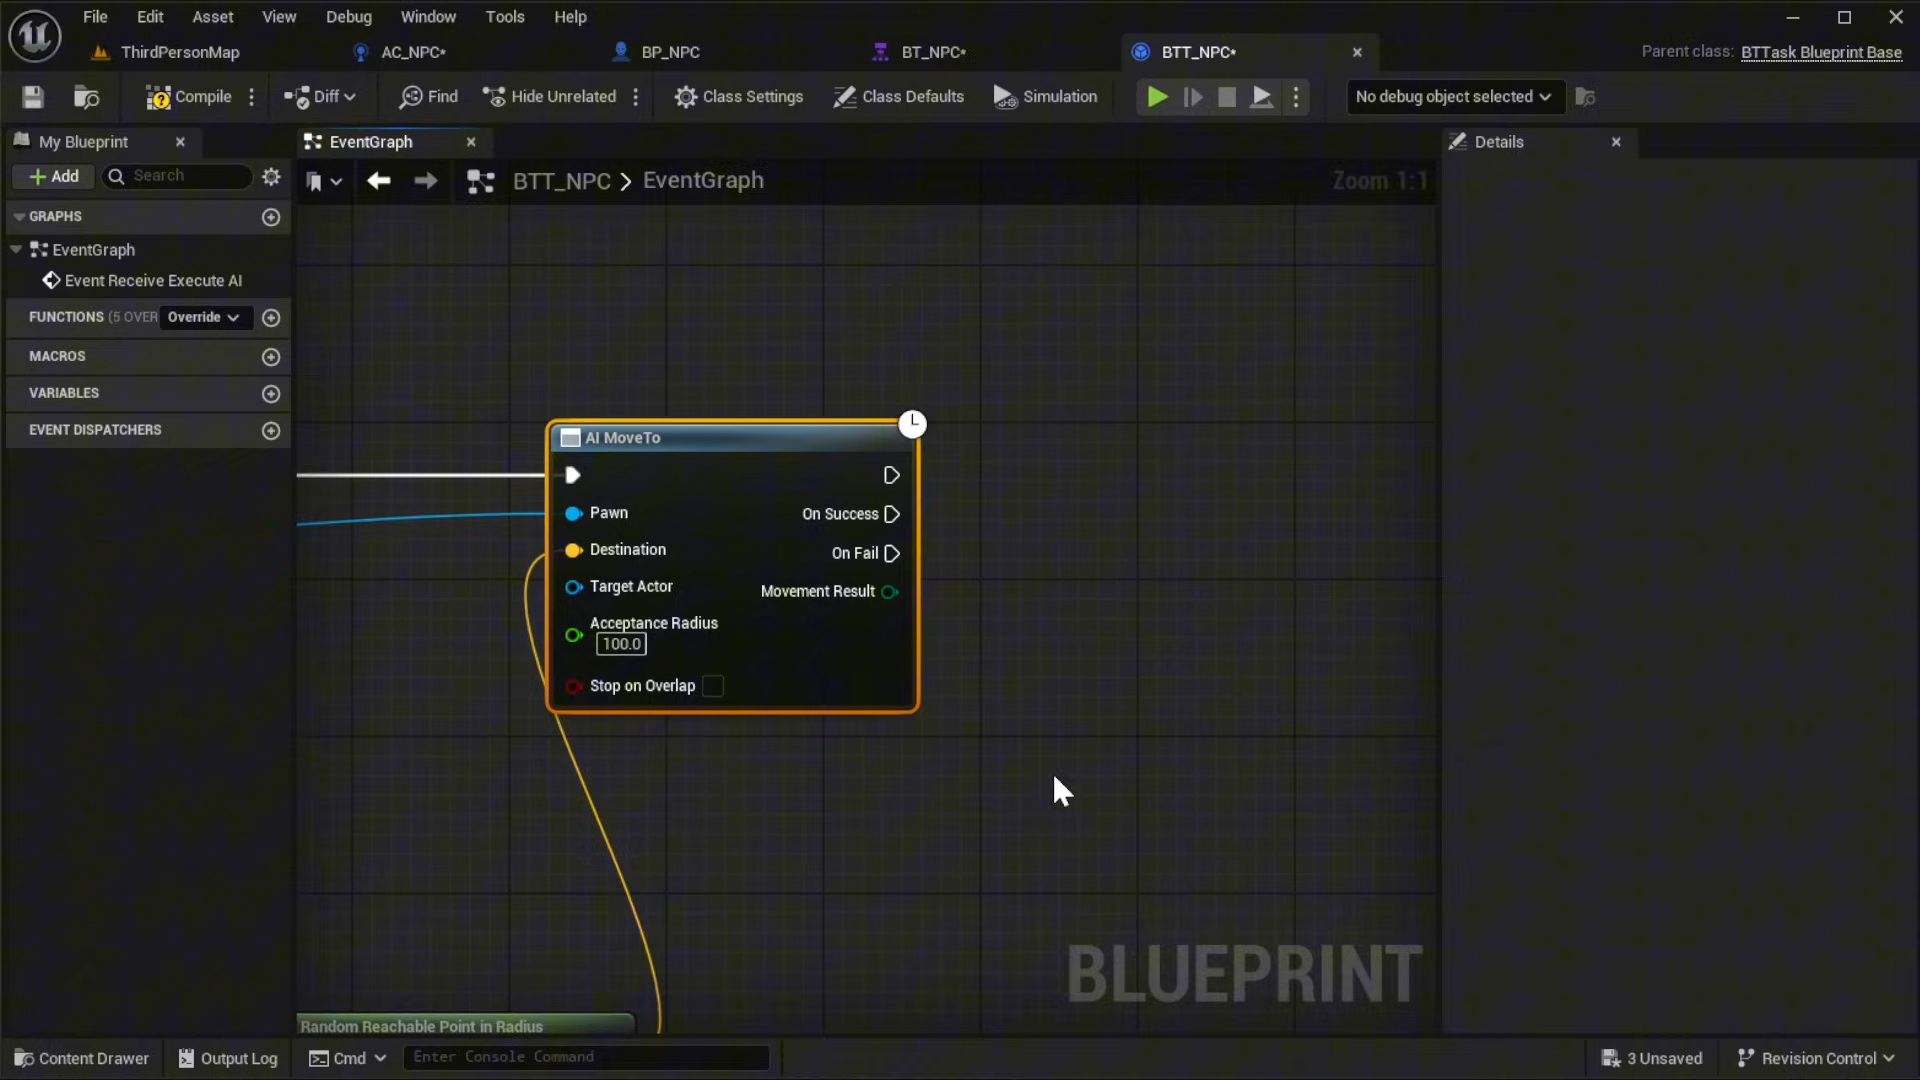 File Edit Asset View Debug Window Tools Help
ThirdPersonMap AC_NPC* BP_NPC BT_NPC* BTT_NPC* Parent class: BTTask Blueprint Base
Compile Diff Find Hide Unrelated Class Settings Class Defaults Simulation No debug object selected
My Blueprint EventGraph Details
+ Add Search BTT_NPC > EventGraph Zoom 1:1
GRAPHS
EventGraph
Event Receive Execute AI
FUNCTIONS (5 OVER Override
MACROS
VARIABLES
EVENT DISPATCHERS
AI MoveTo
Pawn On Success
Destination On Fail
Target Actor Movement Result
Acceptance Radius
100.0
Stop on Overlap
BLUEPRINT
Random Reachable Point in Radius
Content Drawer Output Log Cmd Enter Console Command 3 Unsaved Revision Control